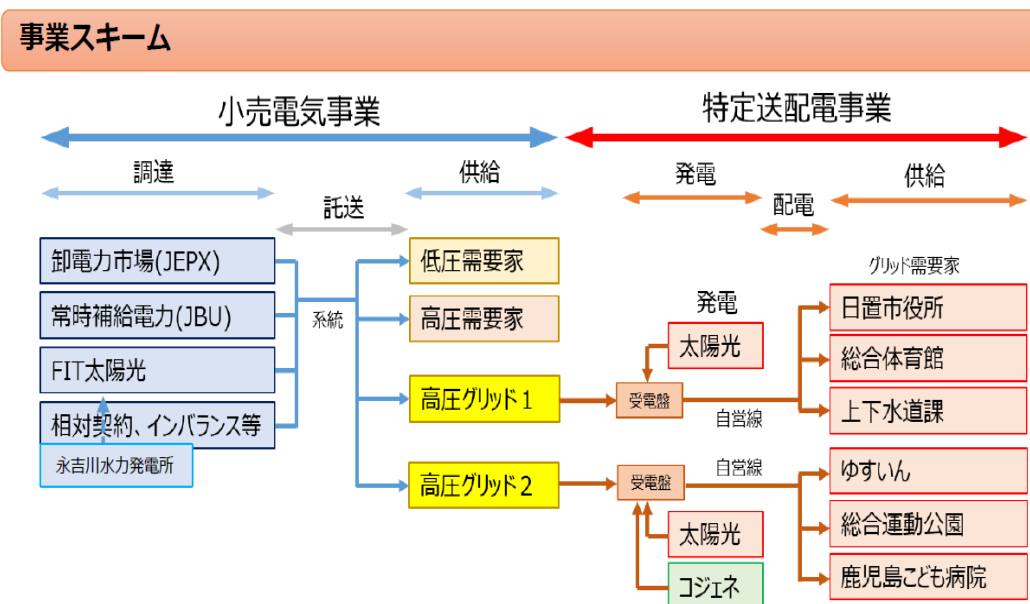 事業スキーム
小売電気事業
特定送配電事業
調達
託送
供給
発電
配電
供給
卸電力市場(JEPX)
常時補給電力(JBU)
FIT太陽光
相対契約、インバランス等
永吉川水力発電所
系統
低圧需要家
高圧需要家
高圧グリッド1
高圧グリッド2
発電
太陽光
受電盤
自営線
受電盤
自営線
太陽光
コジェネ
グリッド需要家
日置市役所
総合体育館
上下水道課
ゆすいん
総合運動公園
鹿児島こども病院